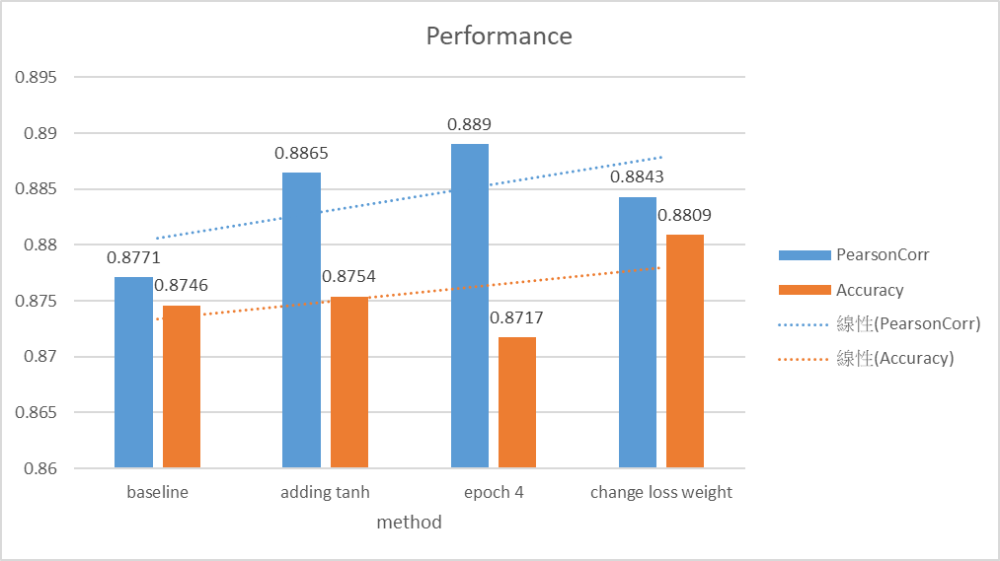 Performance
0.895
0.89
0.885
0.88
0.875
0.87
0.865
0.86
0.8771
0.8746
0.8865
0.8754
0.889
0.8717
0.8843
0.8809
baseline
adding tanh
epoch 4
change loss weight
method
PearsonCorr
Accuracy
線性(PearsonCorr)
線性(Accuracy)